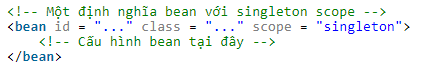 <!-- Một định nghĩa bean với singleton scope -->
<bean id = "..." class = "..." scope = "singleton">
<!-- Cấu hình bean tại đây -->
</bean>